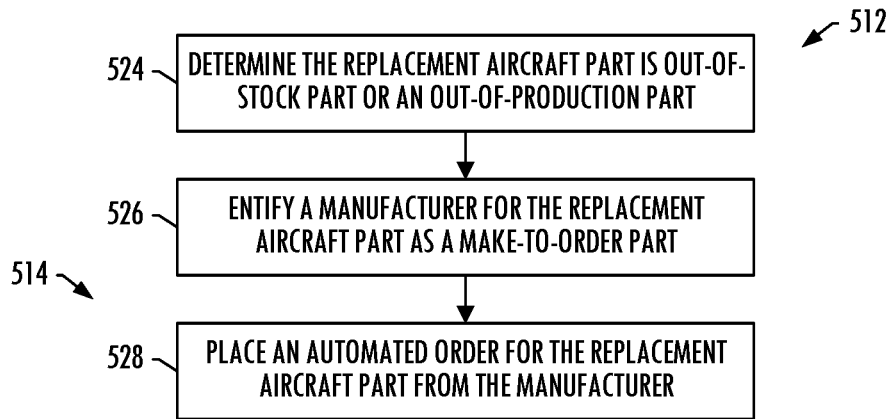 512
524
DETERMINE THE REPLACEMENT AIRCRAFT PART IS OUT-OF-
STOCK PART OR AN OUT-OF-PRODUCTION PART
526
ENTIFY A MANUFACTURER FOR THE REPLACEMENT
AIRCRAFT PART AS A MAKE-TO-ORDER PART
514
528
PLACE AN AUTOMATED ORDER FOR THE REPLACEMENT
AIRCRAFT PART FROM THE MANUFACTURER